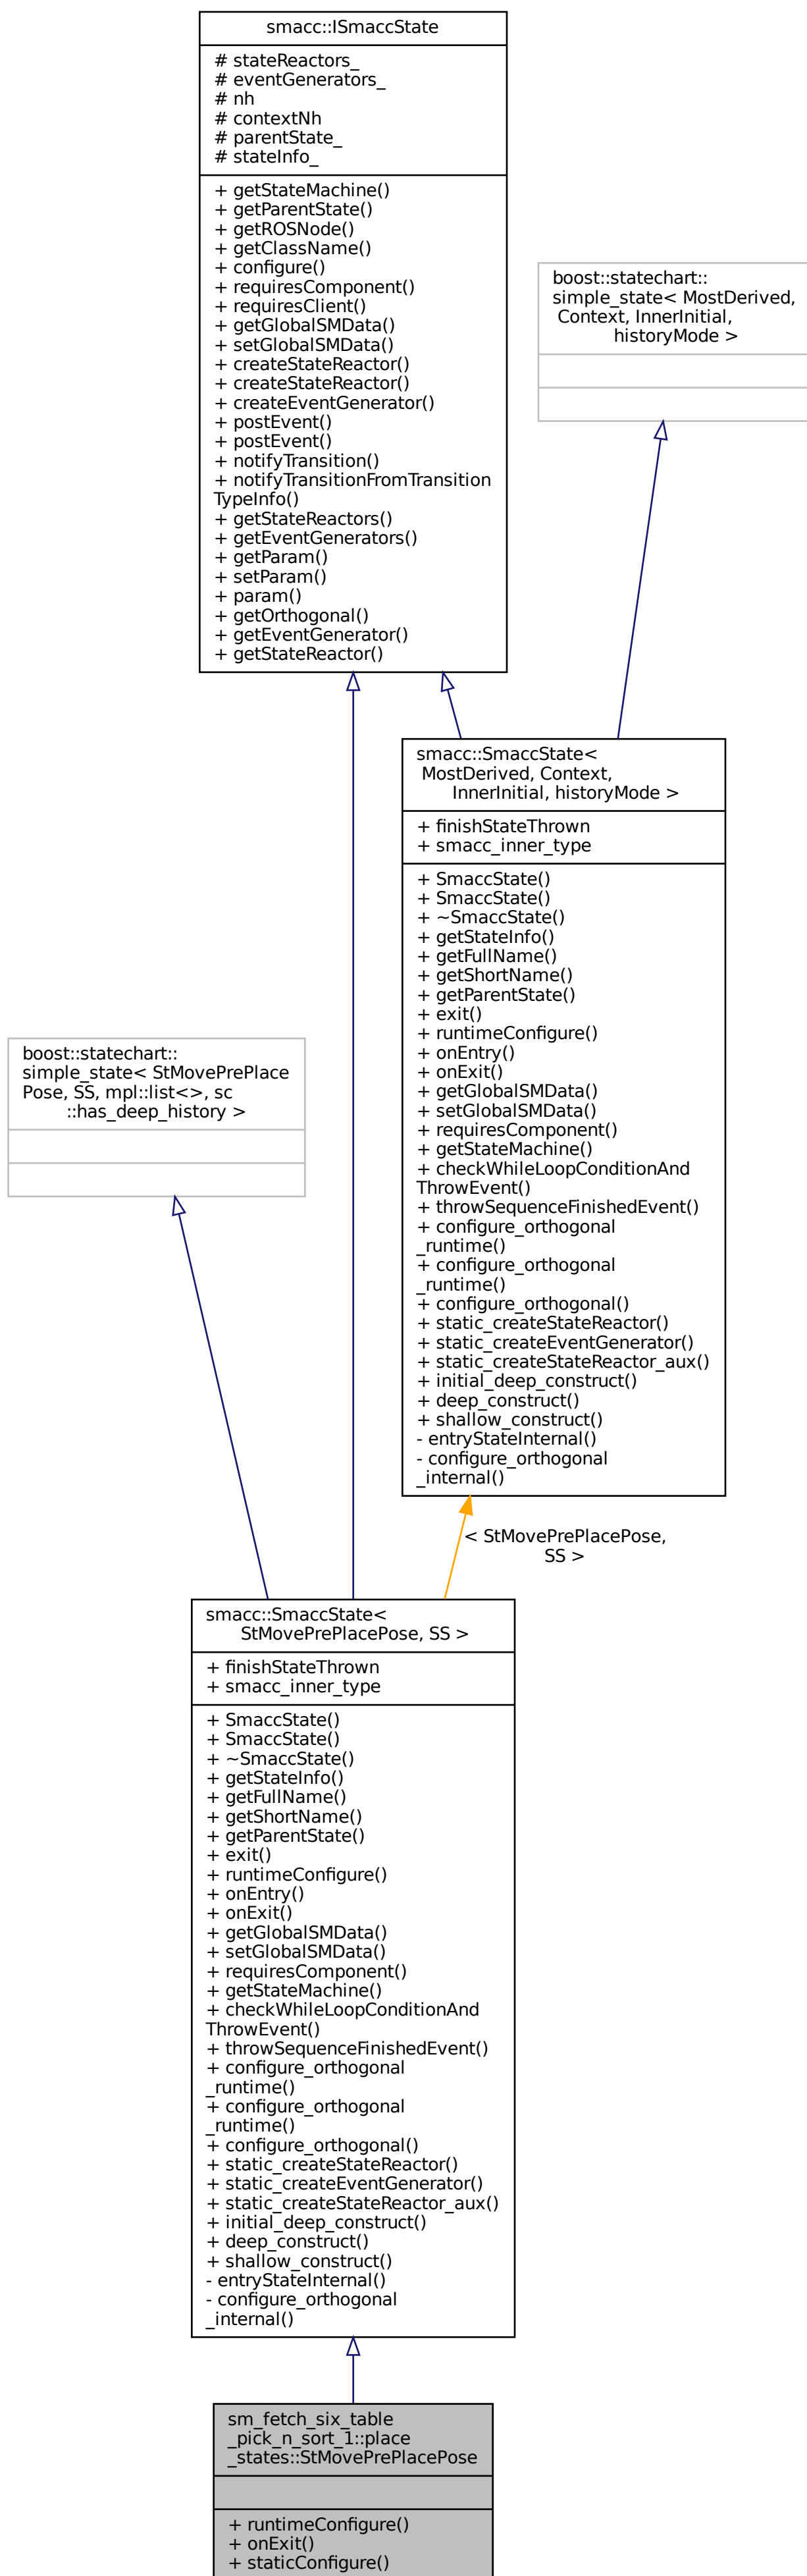 smacc::ISmaccState
# stateReactors_
# eventGenerators_
# nh
# contextNh
# parentState_
# stateInfo_
+ getStateMachine()
+ getParentState()
+ getROSNode()
+ getClassName()
+ configure()
+ requiresComponent()
+ requiresClient()
+ getGlobalSMData()
+ setGlobalSMData()
+ createStateReactor()
+ createStateReactor()
+ createEventGenerator()
+ postEvent()
+ postEvent()
+ notifyTransition()
+ notifyTransitionFromTransition
TypeInfo()
+ getStateReactors()
+ getEventGenerators()
+ getParam()
+ setParam()
+ param()
+ getOrthogonal()
+ getEventGenerator()
+ getStateReactor()
boost::statechart::
simple_state< MostDerived,
Context, InnerInitial,
historyMode >
smacc::SmaccState<
MostDerived, Context,
InnerInitial, historyMode >
+ finishStateThrown
+ smacc_inner_type
+ SmaccState()
+ SmaccState()
+ ~SmaccState()
+ getStateInfo()
+ getFullName()
+ getShortName()
+ getParentState()
+ exit()
+ runtimeConfigure()
+ onEntry()
+ onExit()
+ getGlobalSMData()
+ setGlobalSMData()
+ requiresComponent()
+ getStateMachine()
+ checkWhileLoopConditionAnd
ThrowEvent()
+ throwSequenceFinishedEvent()
+ configure_orthogonal
_runtime()
+ configure_orthogonal
_runtime()
+ configure_orthogonal()
+ static_createStateReactor()
+ static_createEventGenerator()
+ static_createStateReactor_aux()
+ initial_deep_construct()
+ deep_construct()
+ shallow_construct()
- entryStateInternal()
- configure_orthogonal
_internal()
boost::statechart::
simple_state< StMovePrePlace
Pose, SS, mpl::list<>, sc
::has_deep_history >
< StMovePrePlacePose,
SS >
smacc::SmaccState<
StMovePrePlacePose, SS >
+ finishStateThrown
+ smacc_inner_type
+ SmaccState()
+ SmaccState()
+ ~SmaccState()
+ getStateInfo()
+ getFullName()
+ getShortName()
+ getParentState()
+ exit()
+ runtimeConfigure()
+ onEntry()
+ onExit()
+ getGlobalSMData()
+ setGlobalSMData()
+ requiresComponent()
+ getStateMachine()
+ checkWhileLoopConditionAnd
ThrowEvent()
+ throwSequenceFinishedEvent()
+ configure_orthogonal
_runtime()
+ configure_orthogonal
_runtime()
+ configure_orthogonal()
+ static_createStateReactor()
+ static_createEventGenerator()
+ static_createStateReactor_aux()
+ initial_deep_construct()
+ deep_construct()
+ shallow_construct()
- entryStateInternal()
- configure_orthogonal
_internal()
sm_fetch_six_table
_pick_n_sort_1::place
_states::StMovePrePlacePose
+ runtimeConfigure()
+ onExit()
+ staticConfigure()